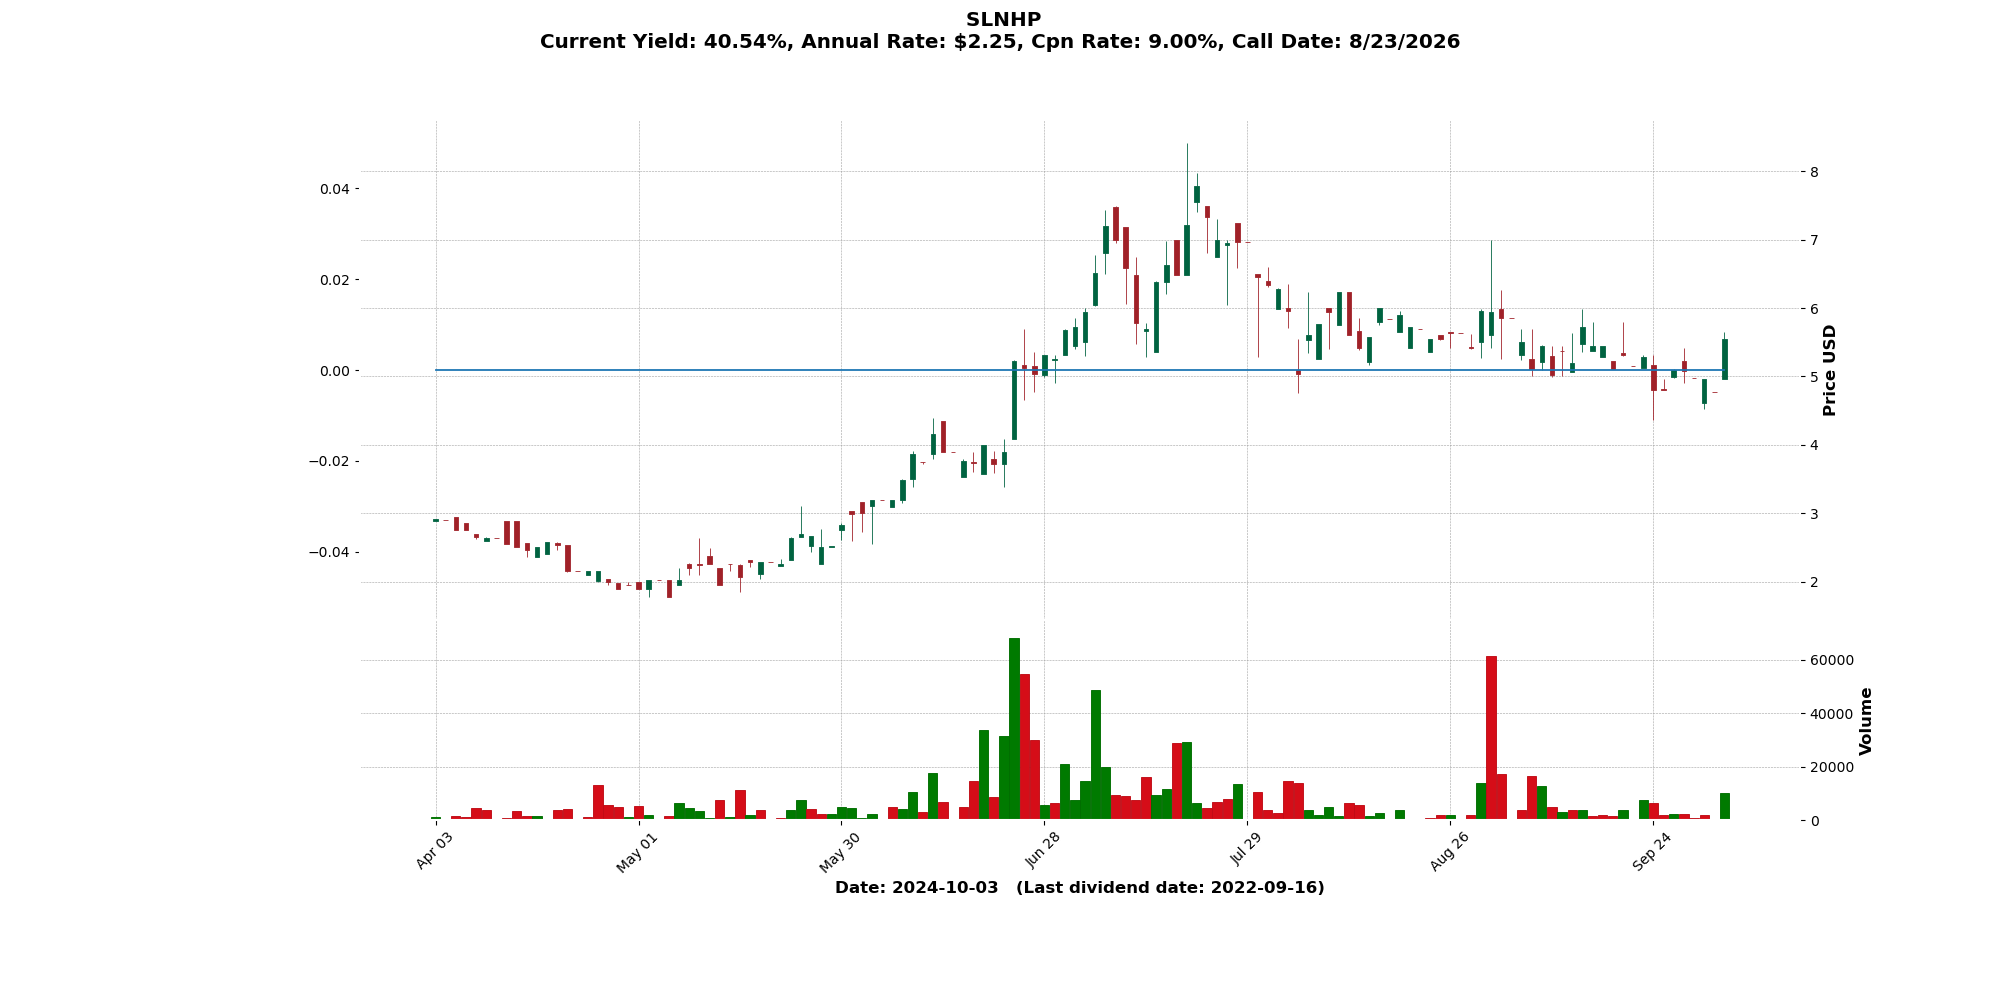 SLNHP
Current Yield: 40.54%, Annual Rate: $2.25, Cpn Rate: 9.00%, Call Date: 8/23/2026
0.04
0.02
0.00
−0.02
−0.04
8
7
6
5
4
3
2
Price USD
60000
40000
20000
0
Volume
Apr 03
May 01
May 30
Jun 28
Jul 29
Aug 26
Sep 24
Date: 2024-10-03 (Last dividend date: 2022-09-16)